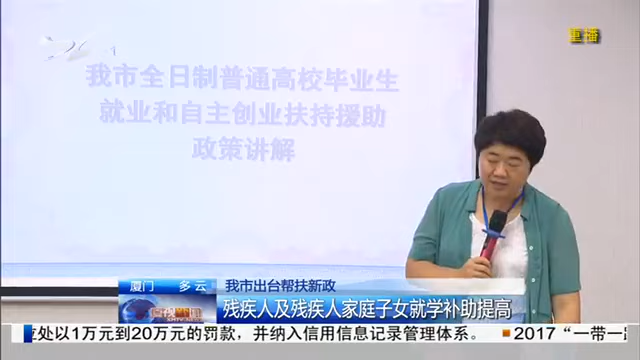 重播
我市全日制普通高校毕业生
就业和自主创业扶持援助
政策讲解
厦门 多云
我市出台帮扶新政
残疾人及残疾人家庭子女就学补助提高
处以1万元到20万元的罚款，并纳入信用信息记录管理体系。
2017“一带一路